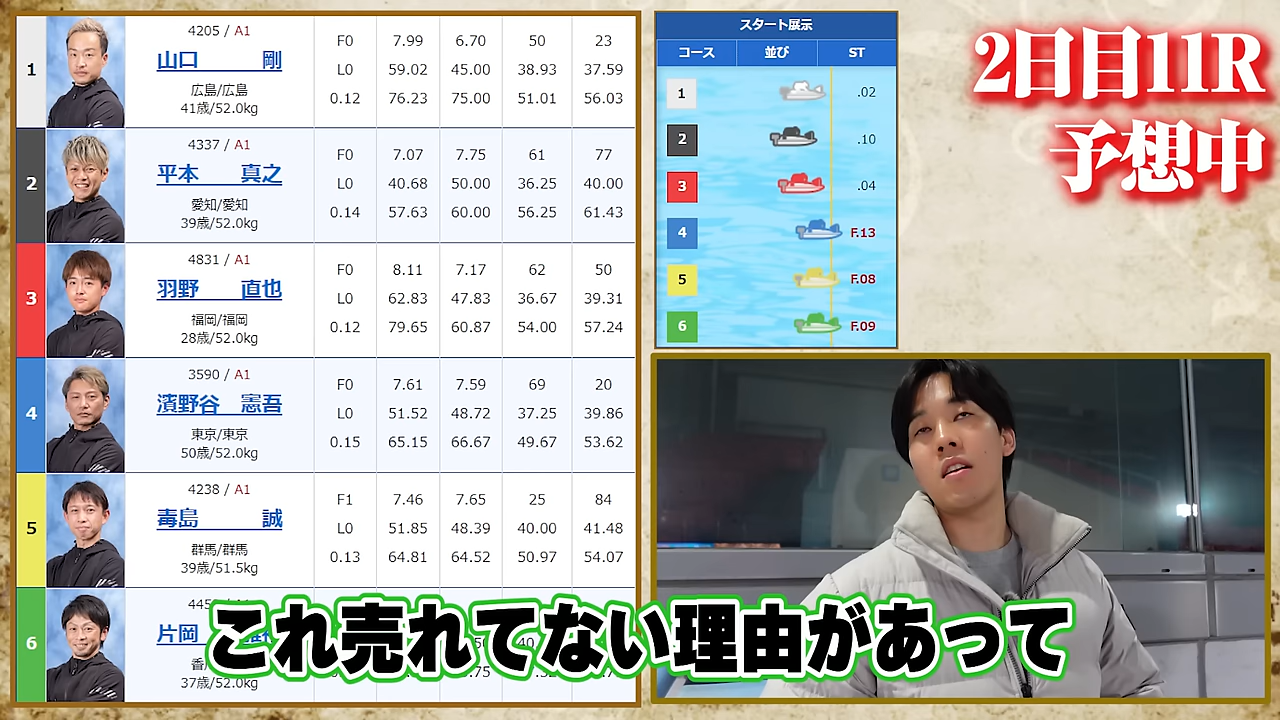 1
4205 / A1
山口 剛
広島/広島
41歳/52.0kg
F0 7.99 6.70 50 23
L0 59.02 45.00 38.93 37.59
0.12 76.23 75.00 51.01 56.03
2
4337 / A1
平本 真之
愛知/愛知
39歳/52.0kg
F0 7.07 7.75 61 77
L0 40.68 50.00 36.25 40.00
0.14 57.63 60.00 56.25 61.43
3
4831 / A1
羽野 直也
福岡/福岡
28歳/52.0kg
F0 8.11 7.17 62 50
L0 62.83 47.83 36.67 39.31
0.12 79.65 60.87 54.00 57.24
4
3590 / A1
濱野谷 憲吾
東京/東京
50歳/52.0kg
F0 7.61 7.59 69 20
L0 51.52 48.72 37.25 39.86
0.15 65.15 66.67 49.67 53.62
5
4238 / A1
毒島 誠
群馬/群馬
39歳/51.5kg
F1 7.46 7.65 25 84
L0 51.85 48.39 40.00 41.48
0.13 64.81 64.52 50.97 54.07
6
片岡
37歳/52.0kg
スタート展示
コース 並び ST
1 .02
2 .10
3 .04
4 F.13
5 F.08
6 F.09
2日目11R
予想中
これ売れてない理由があって